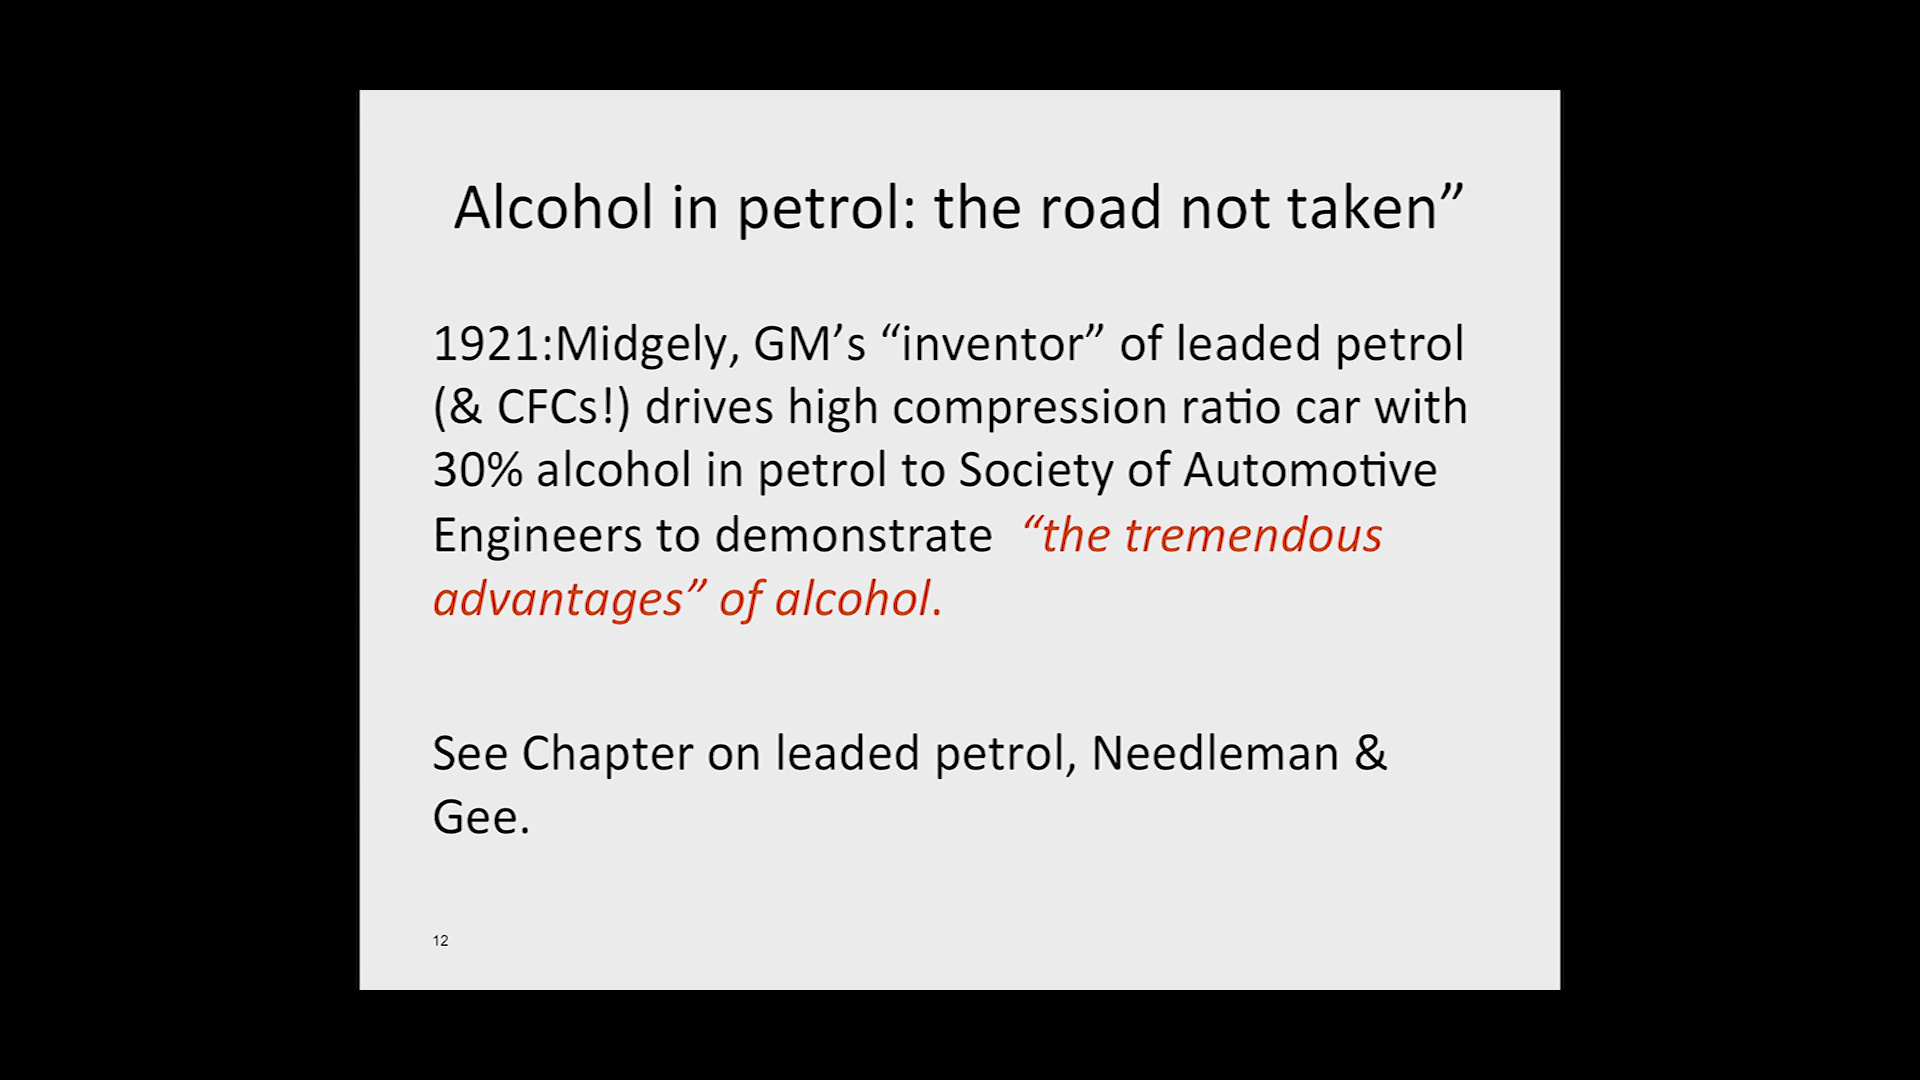 Alcohol in petrol: the road not taken”
1921:Midgely, GM’s “inventor” of leaded petrol
(& CFCs!) drives high compression ratio car with
30% alcohol in petrol to Society of Automotive
Engineers to demonstrate “the tremendous
advantages” of alcohol.
See Chapter on leaded petrol, Needleman &
Gee.
12